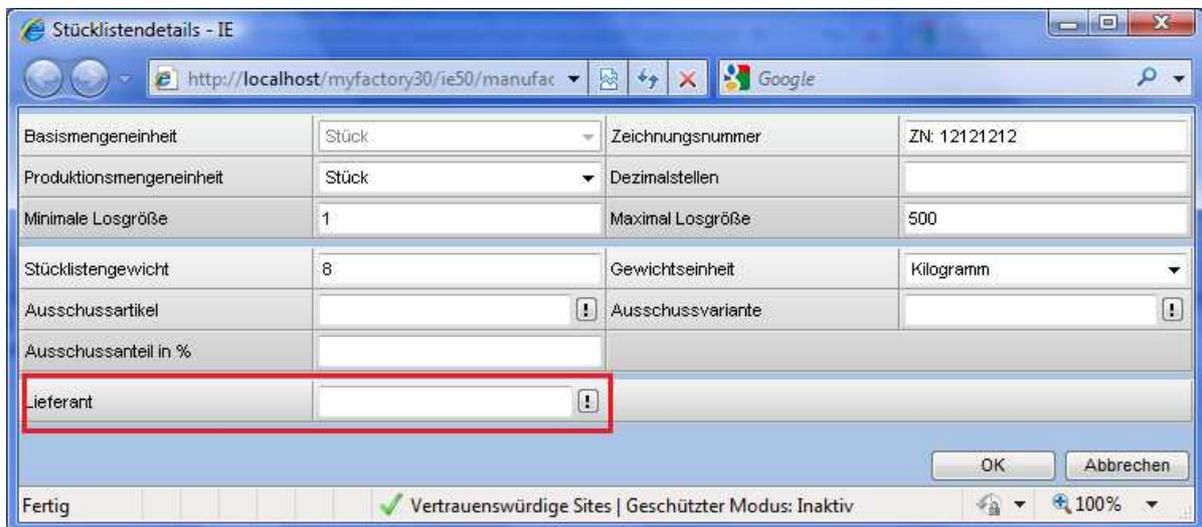 Stücklistendetails - IE
http://localhost/myfactory30/ie50/manufac
Google
Basismengeneinheit Stück Zeichnungsnummer ZN: 12121212
Produktionsmengeneinheit Stück Dezimalstellen
Minimale Losgröße 1 Maximal Losgröße 500
Stücklistengewicht 8 Gewichtseinheit Kilogramm
Ausschussartikel ! Ausschussvariante !
Ausschussanteil in %
Lieferant !
OK Abbrechen
Fertig Vertrauenswürdige Sites | Geschützter Modus: Inaktiv 100%